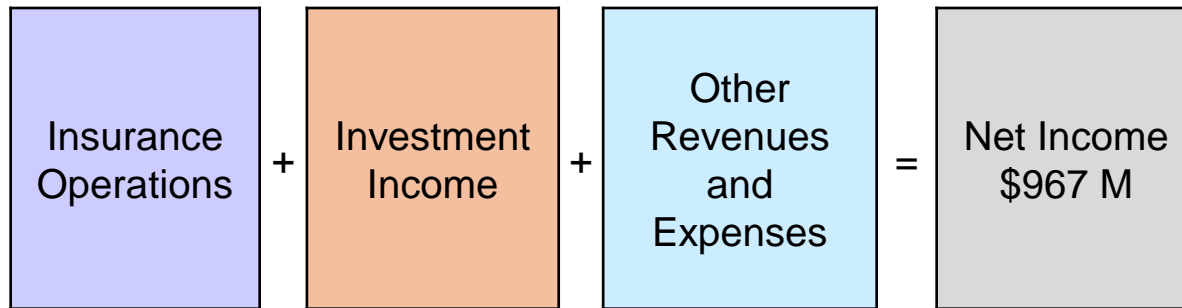 Insurance
Operations
+
Investment
Income
+
Other
Revenues
and
Expenses
=
Net Income
$967 M